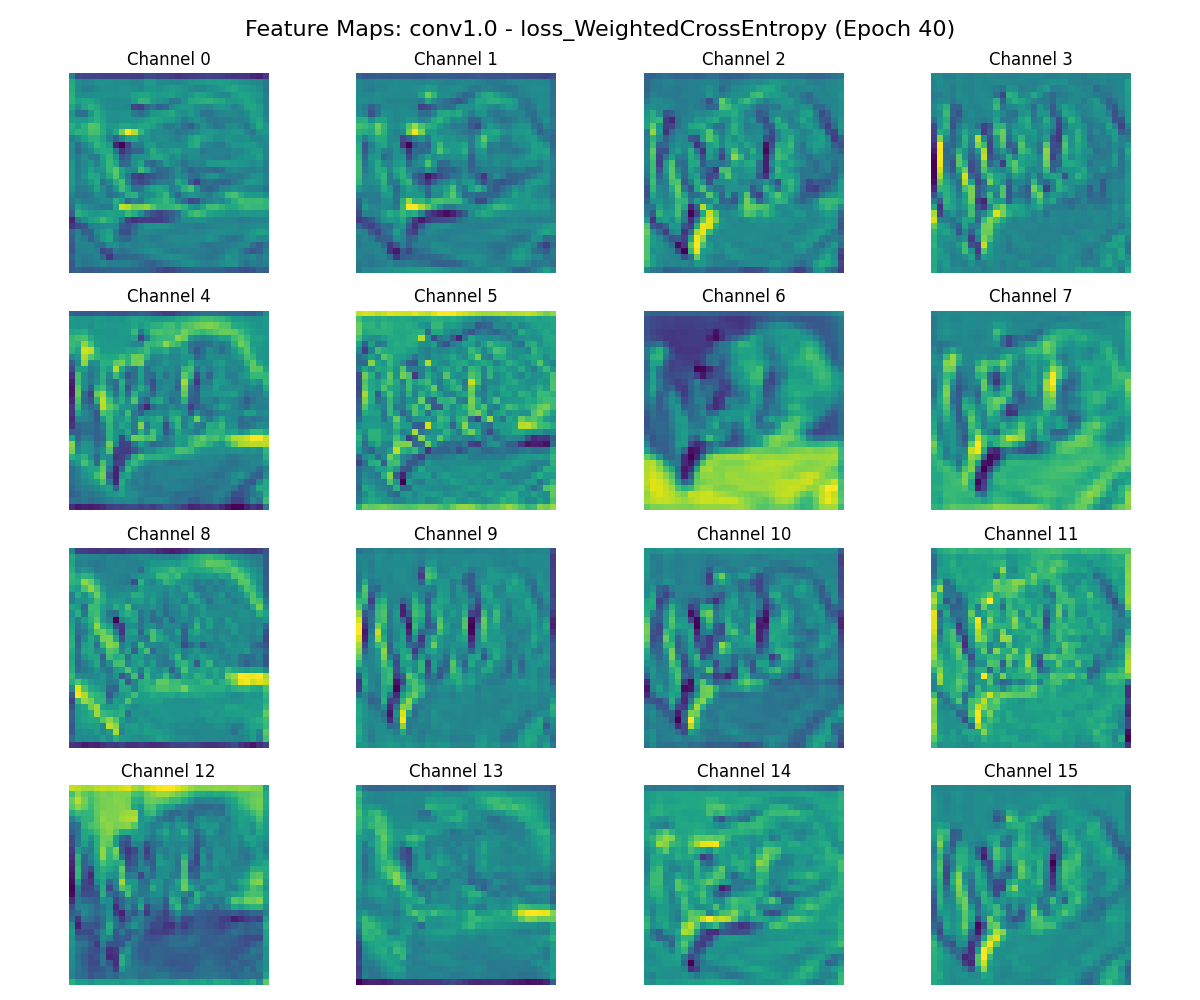 Feature Maps: conv1.0 - loss_WeightedCrossEntropy (Epoch 40)
Channel 0
Channel 1
Channel 2
Channel 3
Channel 4
Channel 5
Channel 6
Channel 7
Channel 8
Channel 9
Channel 10
Channel 11
Channel 12
Channel 13
Channel 14
Channel 15